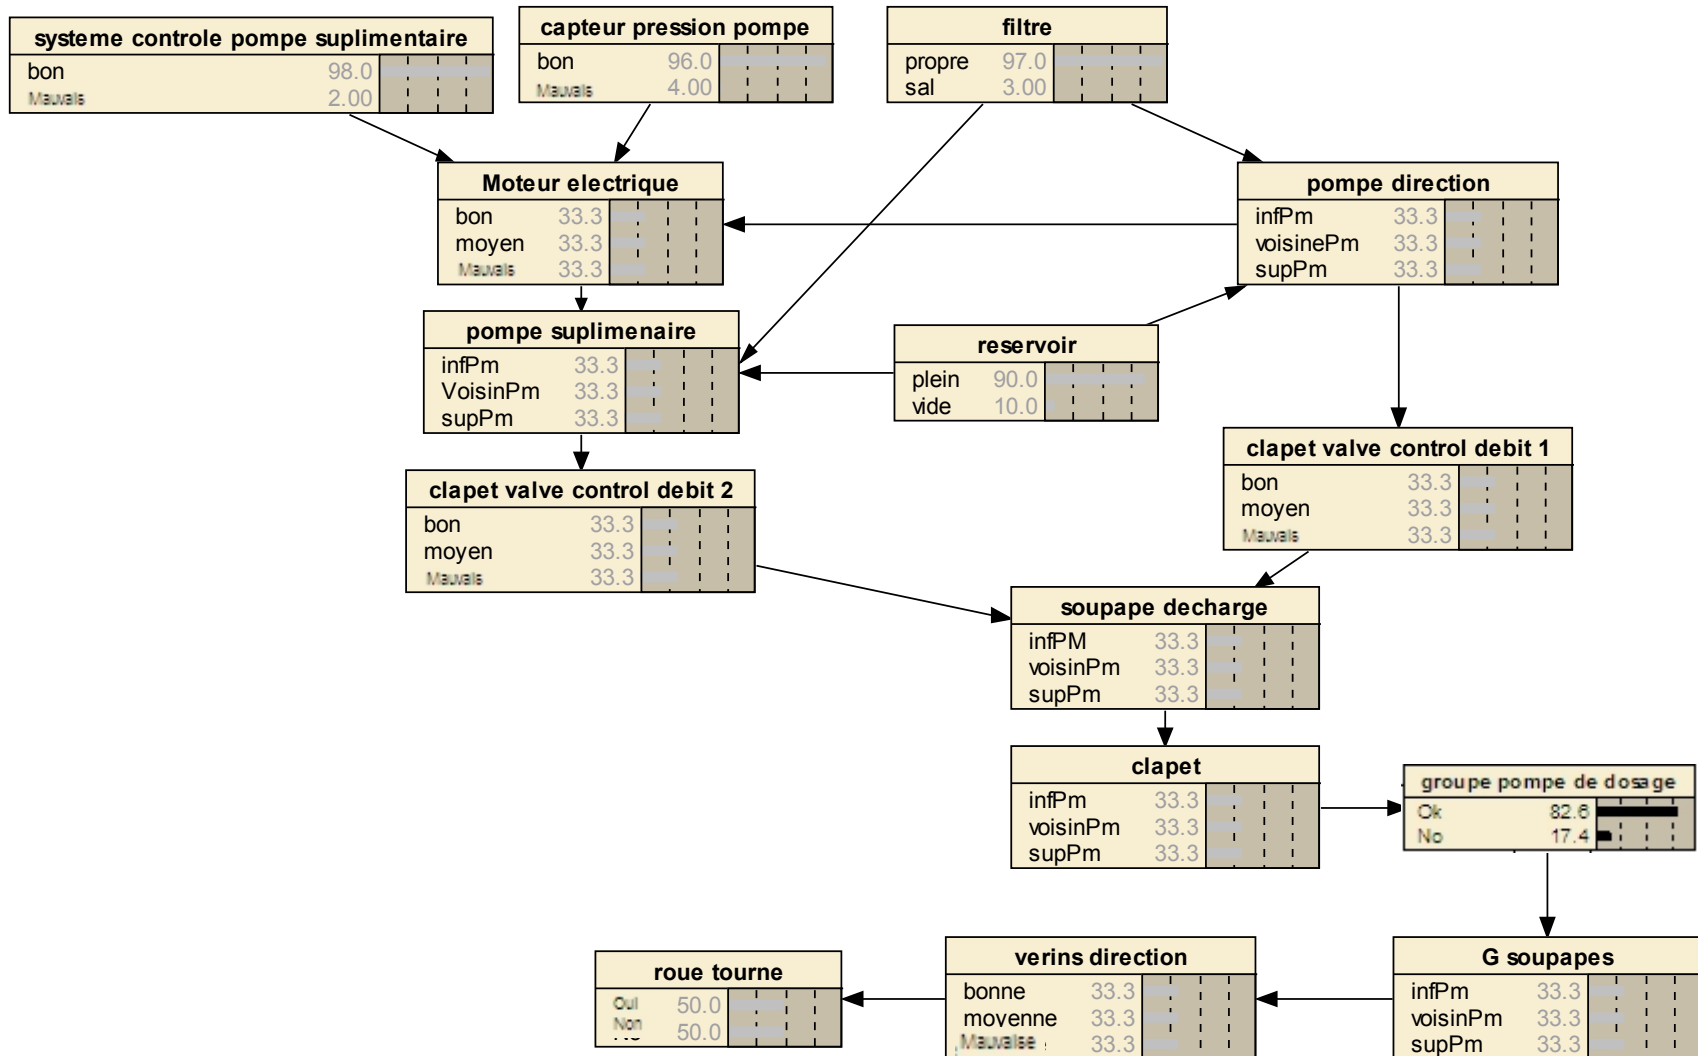 systeme controle pompe suplimentaire
bon 98.0
Mauvais 2.00
capteur pression pompe
bon 96.0
Mauvais 4.00
filtre
propre 97.0
sal 3.00
Moteur electrique
bon 33.3
moyen 33.3
Mauvais 33.3
pompe direction
infPm 33.3
voisinePm 33.3
supPm 33.3
pompe suplimenaire
infPm 33.3
VoisinPm 33.3
supPm 33.3
reservoir
plein 90.0
vide 10.0
clapet valve control debit 1
bon 33.3
moyen 33.3
Mauvais 33.3
clapet valve control debit 2
bon 33.3
moyen 33.3
Mauvais 33.3
soupape decharge
infPM 33.3
voisinPm 33.3
supPm 33.3
clapet
infPm 33.3
voisinPm 33.3
supPm 33.3
groupe pompe de dosage
Ok 82.6
No 17.4
roue tourne
Oui 50.0
Non 50.0
verins direction
bonne 33.3
moyenne 33.3
Mauvaise 33.3
G soupapes
infPm 33.3
voisinPm 33.3
supPm 33.3